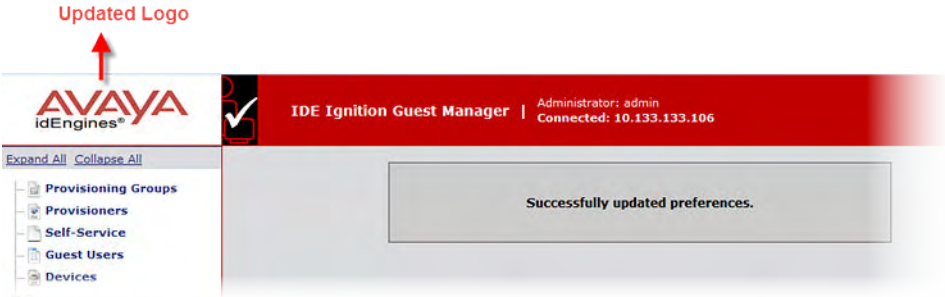 Updated Logo
AVAYA
idEngines®
IDE Ignition Guest Manager | Administrator: admin
Connected: 10.133.133.106
Expand All Collapse All
Provisioning Groups
Provisioners
Self-Service
Guest Users
Devices
Successfully updated preferences.